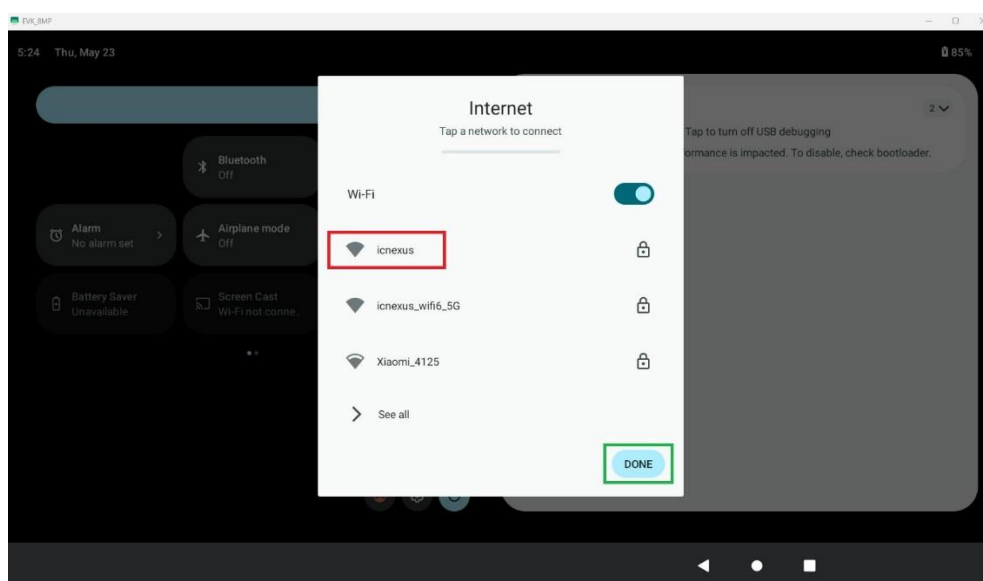 EVK_8MP
5:24 Thu, May 23
85%
Internet
Tap a network to connect
2
Tap to turn off USB debugging
ormance is impacted. To disable, check bootloader.
Bluetooth
Off
Wi-Fi
Alarm
No alarm set
Airplane mode
Off
icnexus
Battery Saver
Unavailable
Screen Cast
Wi-Fi not conne..
icnexus_wifi6_5G
Xiaomi_4125
See all
DONE